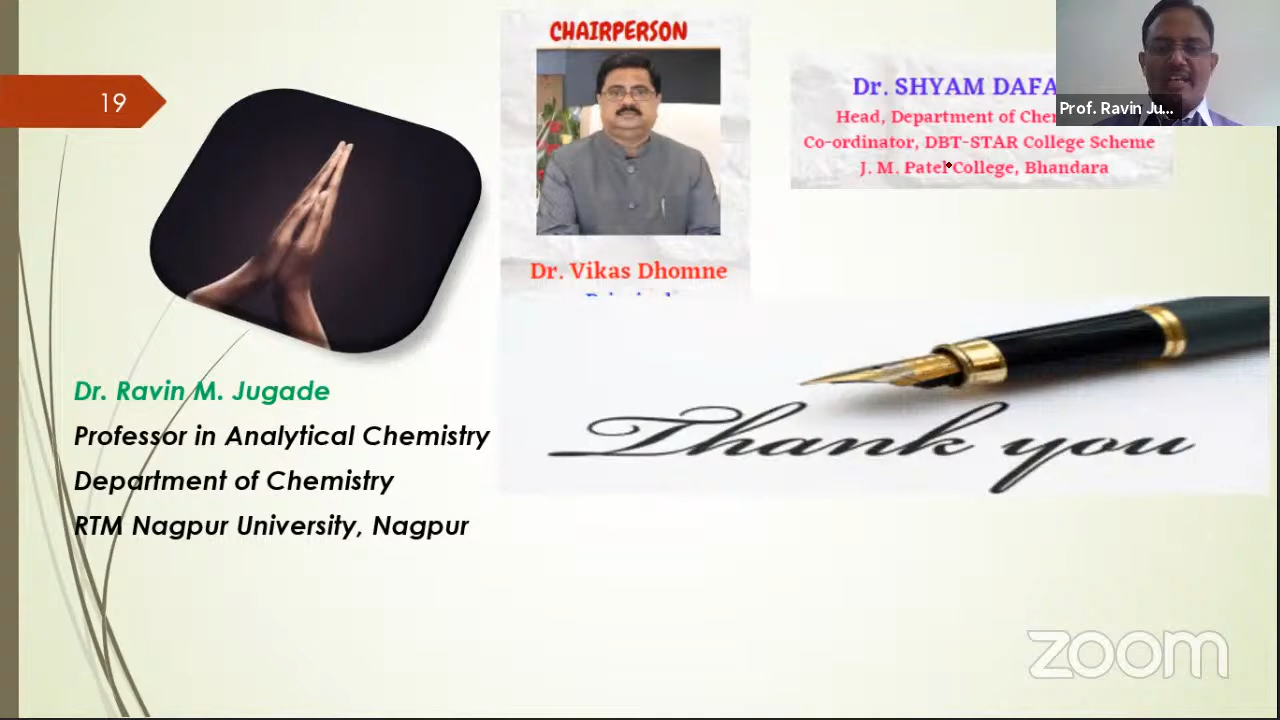 19
CHAIRPERSON
Dr. Vikas Dhomne
Dr. SHYAM
Head, Department of
Co-ordinator, DBT-STAR College Scheme
J. M. Patel College, Bhandara
Prof. Ravin Ju...
Dr. Ravin M. Jugade
Professor in Analytical Chemistry
Department of Chemistry
RTM Nagpur University, Nagpur
Thank you
zoom